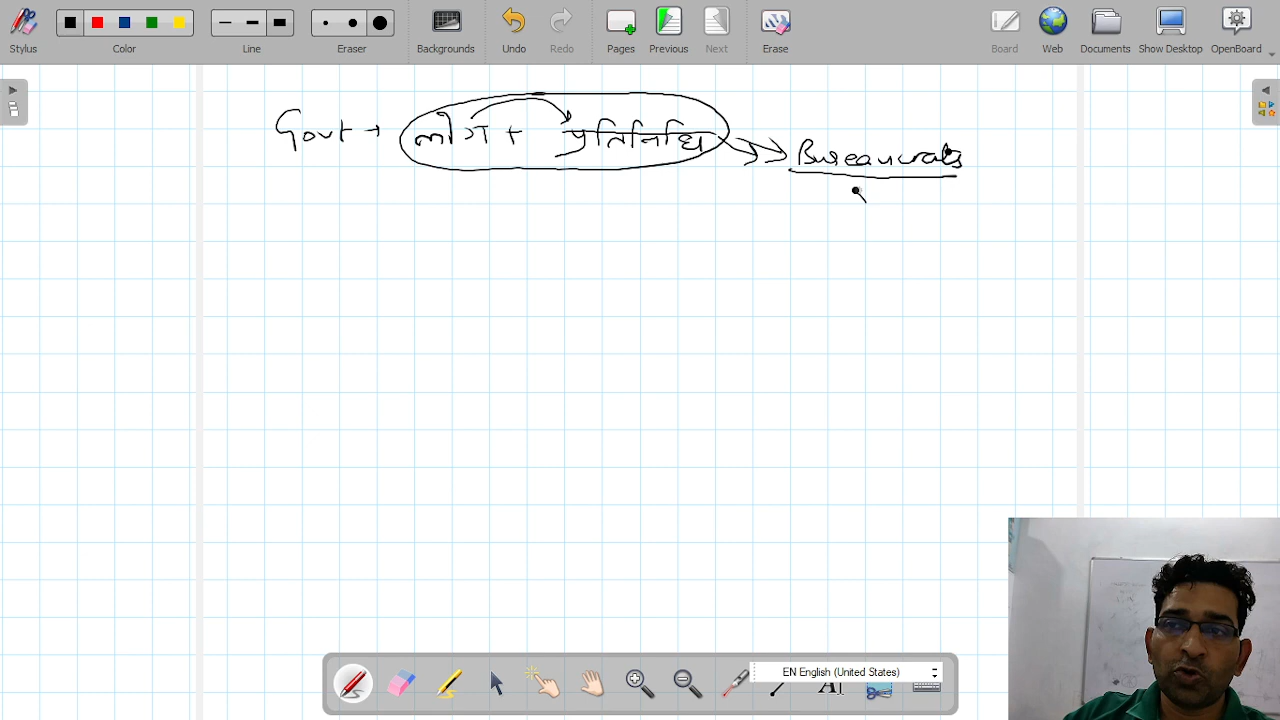 Stylus Color Line Eraser Backgrounds Undo Redo Pages Previous Next Erase Board Web Documents Show Desktop OpenBoard
Govt → लोग + प्रतिनिधि →→ Bureaucrats
EN English (United States)